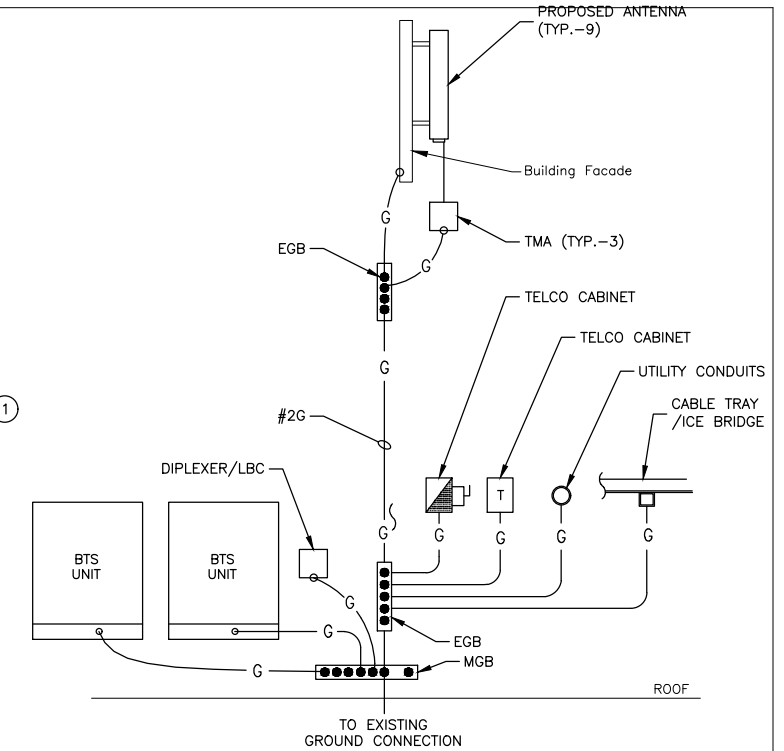 PROPOSED ANTENNA
(TYP.-9)
Building Facade
G
TMA (TYP.-3)
EGB
G
TELCO CABINET
TELCO CABINET
G
UTILITY CONDUITS
CABLE TRAY
/ICE BRIDGE
1
#2G
DIPLEXER/LBC
T
G
G
G
G
G
BTS
UNIT
BTS
UNIT
G
G
EGB
G
MGB
ROOF
TO EXISTING
GROUND CONNECTION